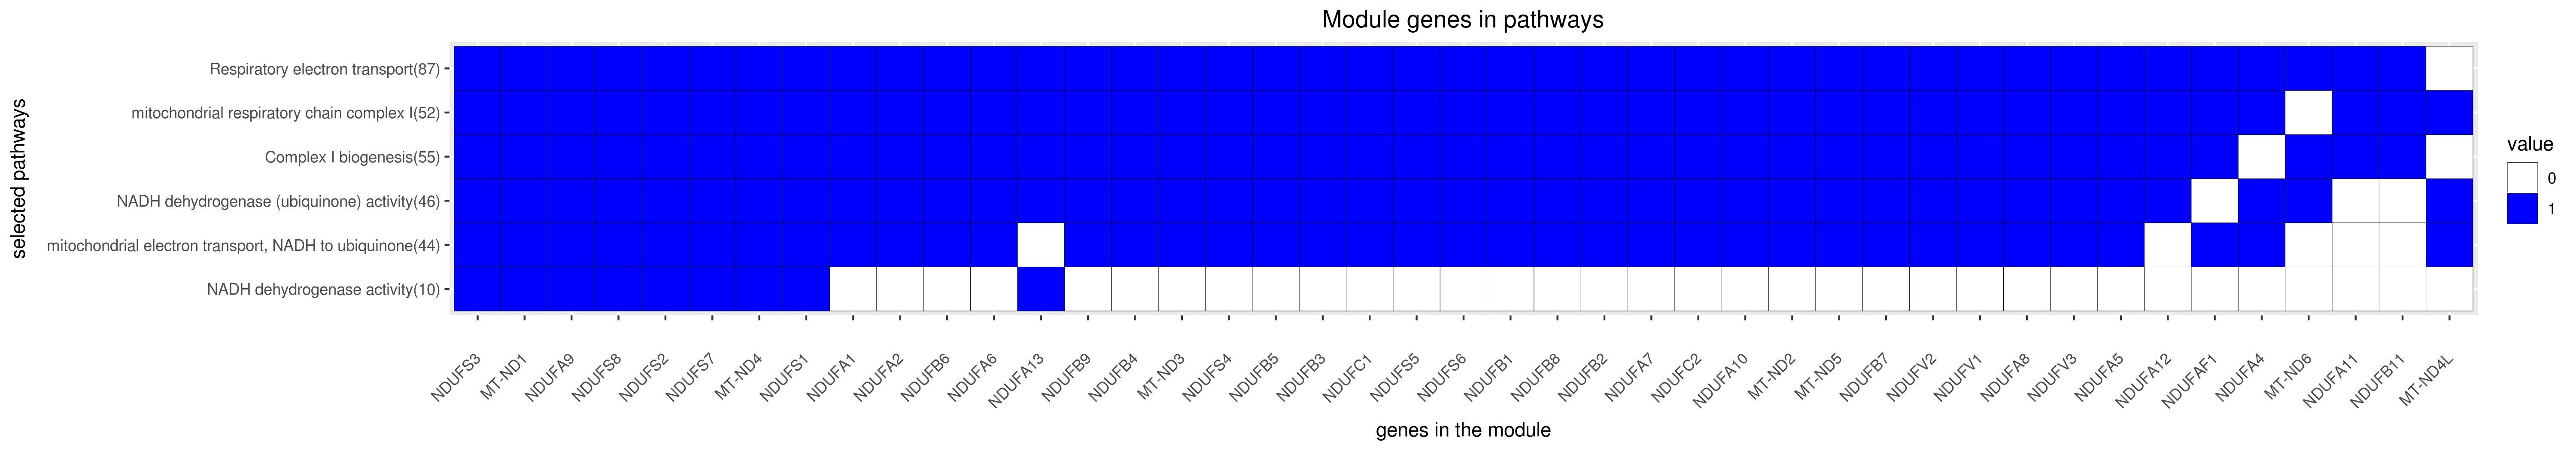 Module genes in pathways
selected pathways
Respiratory electron transport(87)
mitochondrial respiratory chain complex I(52)
Complex I biogenesis(55)
NADH dehydrogenase (ubiquinone) activity(46)
mitochondrial electron transport, NADH to ubiquinone(44)
NADH dehydrogenase activity(10)
value
0
1
NDUFS3
MT-ND1
NDUFA9
NDUFS8
NDUFS2
NDUFS7
MT-ND4
NDUFS1
NDUFA1
NDUFA2
NDUFB6
NDUFA6
NDUFA13
NDUFB9
NDUFB4
MT-ND3
NDUFS4
NDUFB5
NDUFB3
NDUFC1
NDUFS5
NDUFS6
NDUFB1
NDUFB8
NDUFB2
NDUFA7
NDUFC2
NDUFA10
MT-ND2
MT-ND5
NDUFB7
NDUFV2
NDUFV1
NDUFA8
NDUFV3
NDUFA5
NDUFA12
NDUFAF1
NDUFA4
MT-ND6
NDUFA11
NDUFB11
MT-ND4L
genes in the module